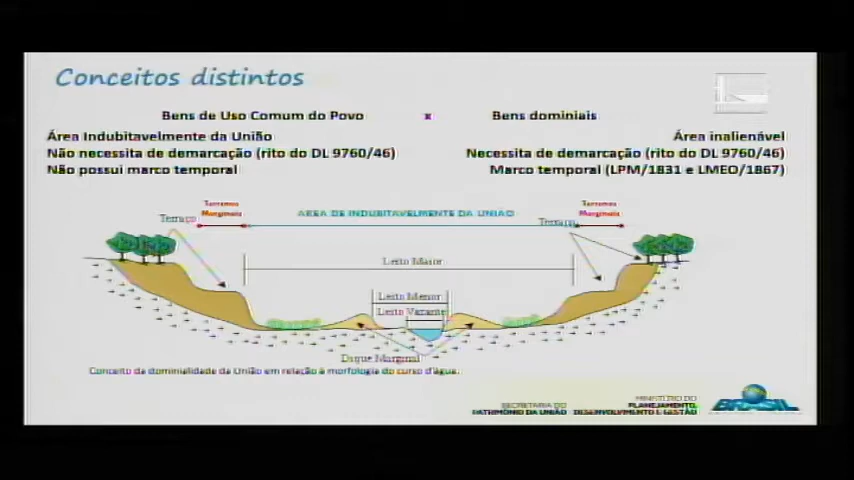 Conceitos distintos
Bens de Uso Comum do Povo x Bens dominiais
Área Indubitavelmente da União
Não necessita de demarcação (rito do DL 9760/46)
Não possui marco temporal
Área inalienável
Necessita de demarcação (rito do DL 9760/46)
Marco temporal (LPM/1831 e LMEO/1867)
Terrenos
Marginais
Terraço
ÁREA DE INDUBITAVELMENTE DA UNIÃO
Terrenos
Marginais
Terraço
Leito Maior
Leito Menor
Leito Vazante
Dique Marginal
Conceito da dominialidade da União em relação à morfologia do curso d'água.
SECRETARIA DO
PATRIMÔNIO DA UNIÃO
MINISTÉRIO DO
PLANEJAMENTO,
DESENVOLVIMENTO E GESTÃO
BRASIL